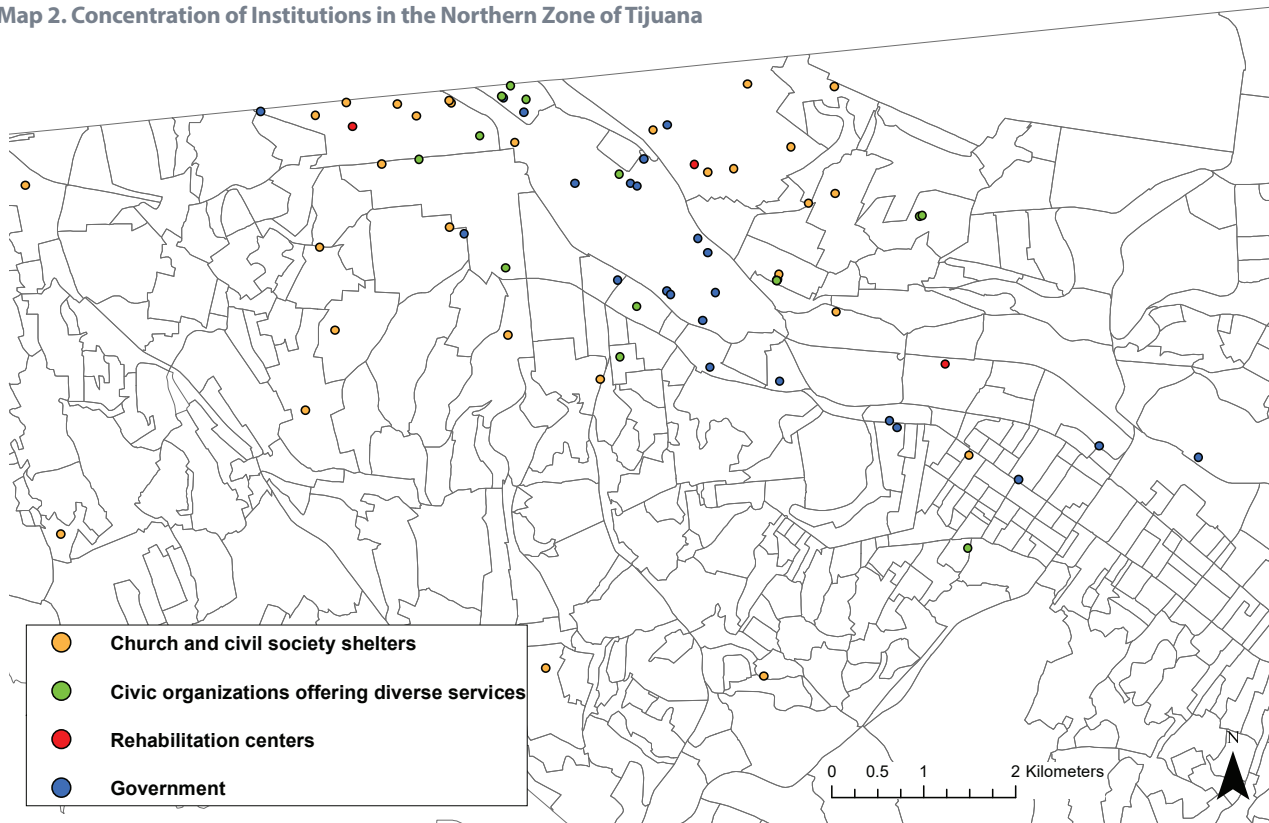 Map 2. Concentration of Institutions in the Northern Zone of Tijuana
Church and civil society shelters
Civic organizations offering diverse services
Rehabilitation centers
Government
0 0.5 1 2 Kilometers
N